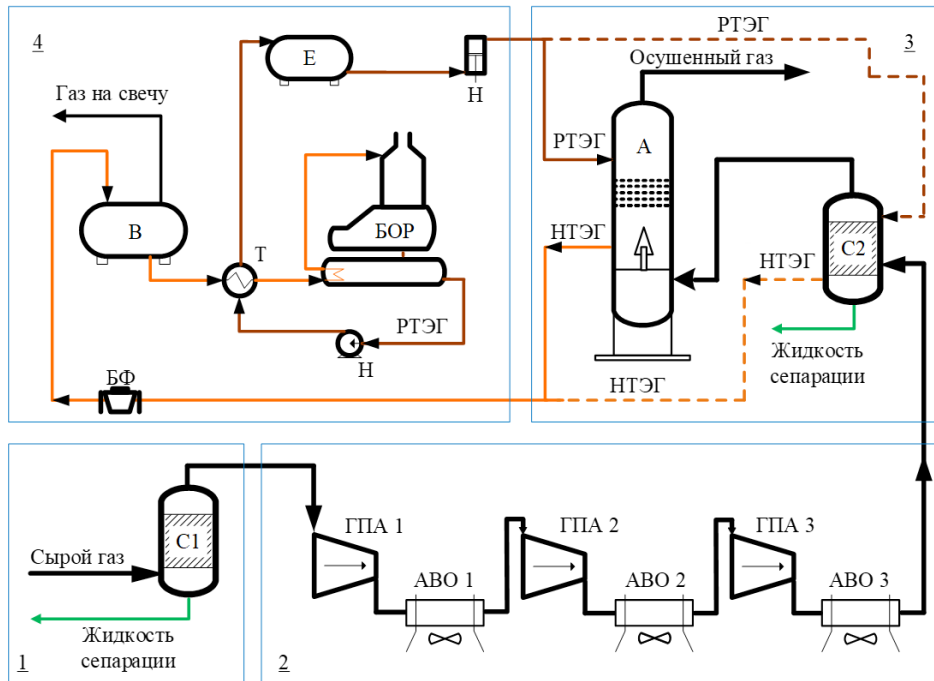 4
Е
Н
РТЭГ
3
Осушенный газ
Газ на свечу
РТЭГ
А
БОР
В
Т
НТЭГ
С2
НТЭГ
РТЭГ
Н
Жидкость
сепарации
БФ
НТЭГ
С1
Сырой газ
Жидкость
сепарации
1
ГПА 1
ГПА 2
ГПА 3
АВО 1
АВО 2
АВО 3
2